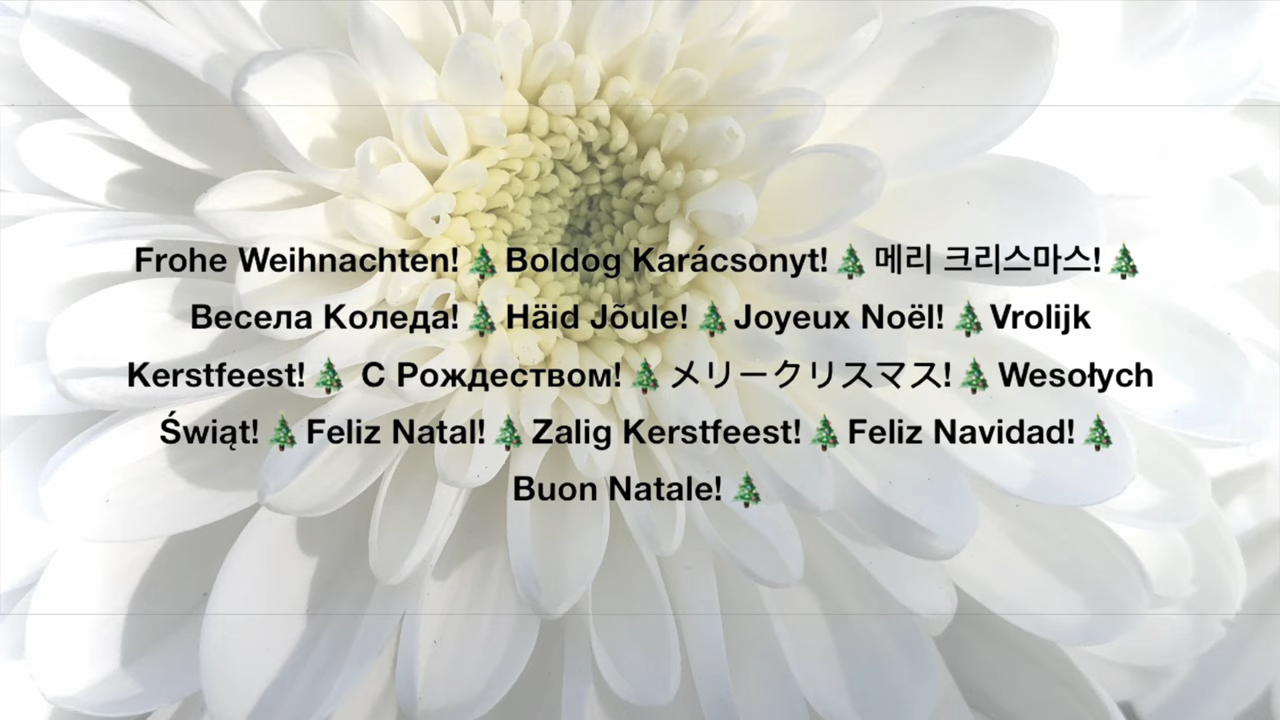 Frohe Weihnachten! 🎄 Boldog Karácsonyt! 🎄 메리 크리스마스! 🎄
Весела Коледа! 🎄 Häid Jõule! 🎄 Joyeux Noël! 🎄 Vrolijk
Kerstfeest! 🎄 С Рождеством! 🎄 メリークリスマス! 🎄 Wesołych
Świąt! 🎄 Feliz Natal! 🎄 Zalig Kerstfeest! 🎄 Feliz Navidad! 🎄
Buon Natale! 🎄